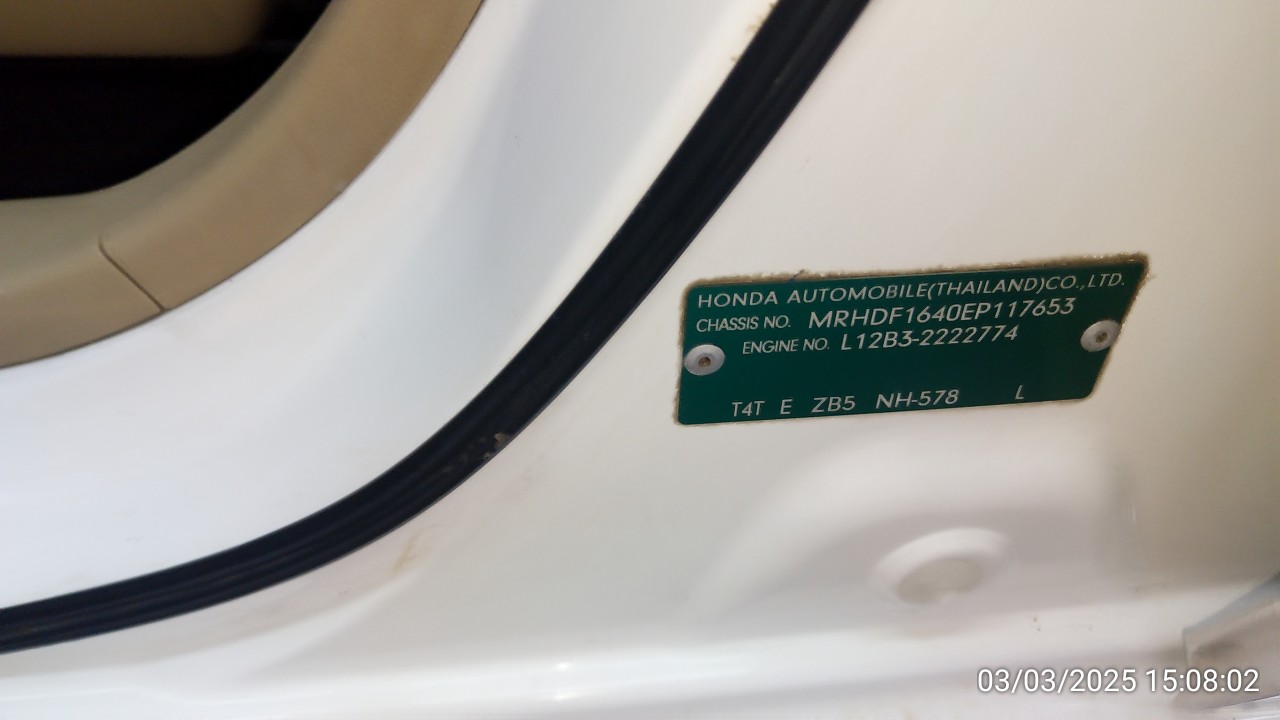 HONDA AUTOMOBILE(THAILAND)CO.,LTD.
CHASSIS NO. MRHDF1640EP117653
ENGINE NO. L12B3-2222774
T4T E ZB5 NH-578 L
03/03/2025 15:08:02